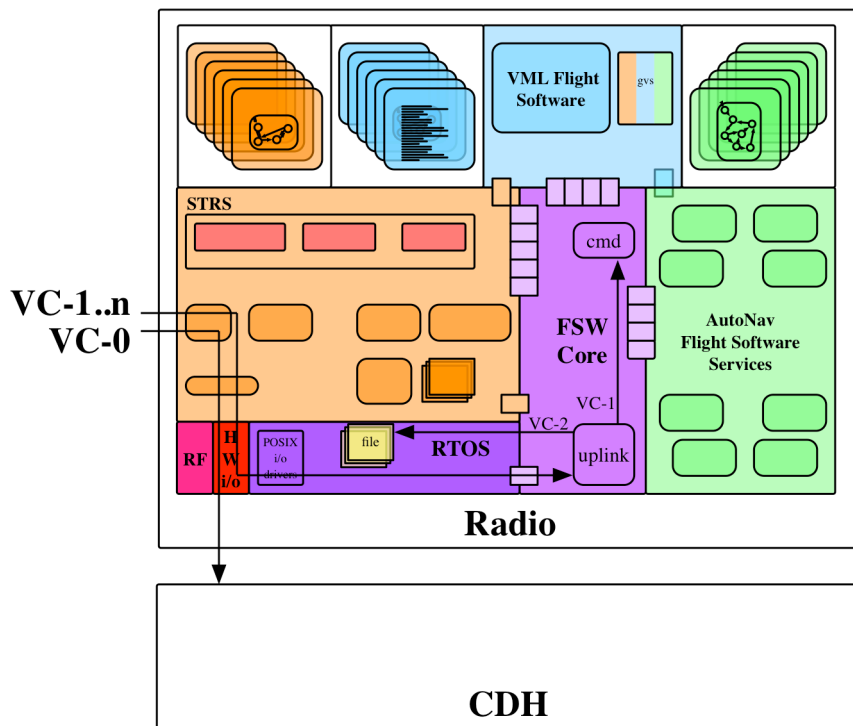 VML Flight
Software
gvs
STRS
cmd
VC-1..n
VC-0
FSW
Core
AutoNav
Flight Software
Services
VC-1
VC-2
RF
H
W
i/o
POSIX
i/o
drivers
file
RTOS
uplink
Radio
CDH